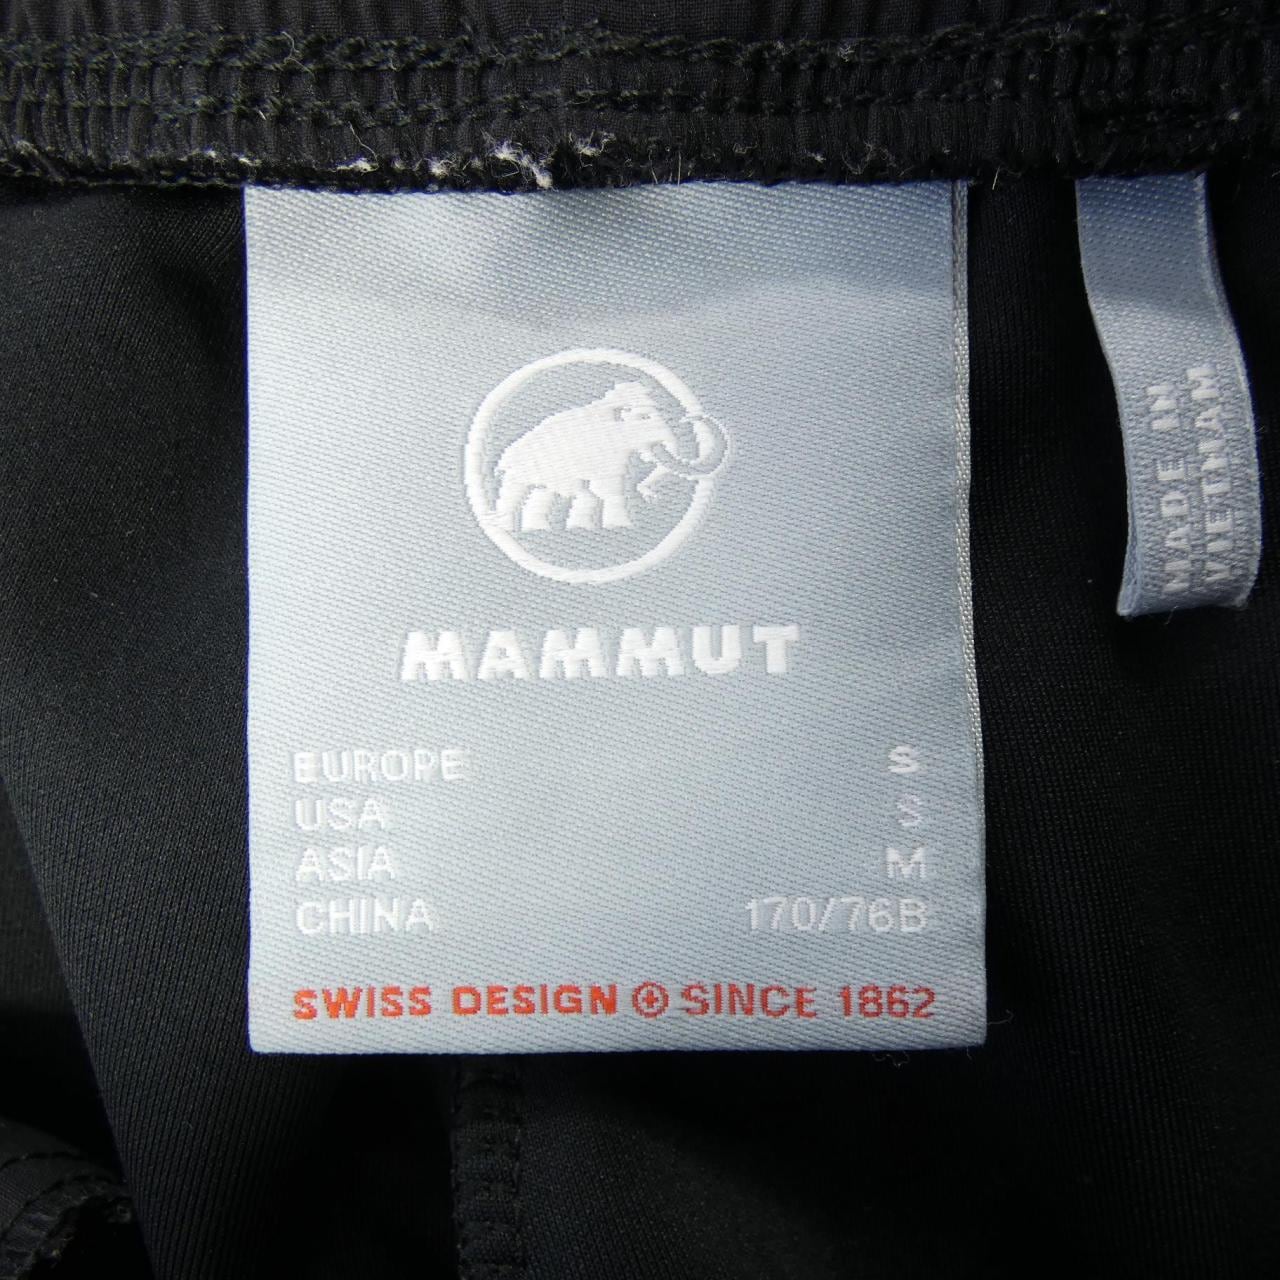 MAMMUT
EUROPE S
USA S
ASIA M
CHINA 170/76B
SWISS DESIGN SINCE 1862
MADE IN
VIETNAM